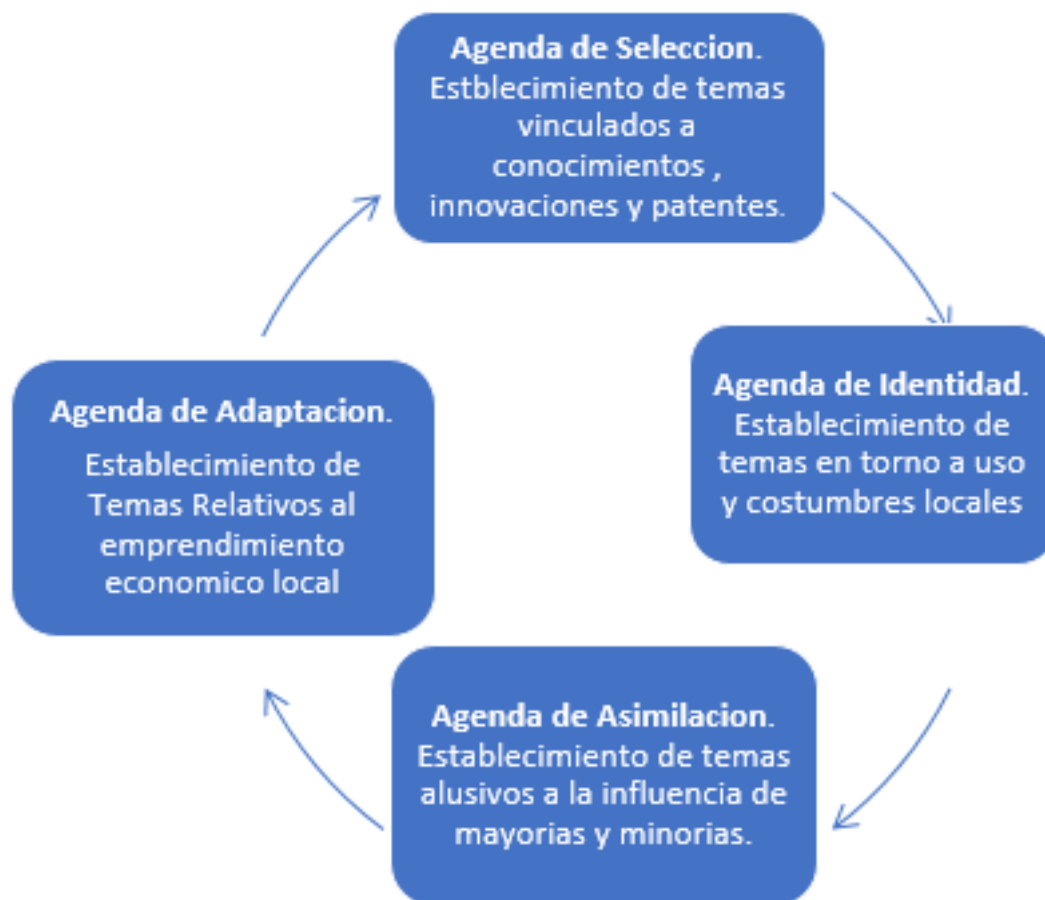 Agenda de Seleccion.
Estblecimiento de temas
vinculados a
conocimientos ,
innovaciones y patentes.
Agenda de Identidad.
Establecimiento de
temas en torno a uso
y costumbres locales
Agenda de Asimilacion.
Establecimiento de temas
alusivos a la influencia de
mayorias y minorias.
Agenda de Adaptacion.
Establecimiento de
Temas Relativos al
emprendimiento
economico local